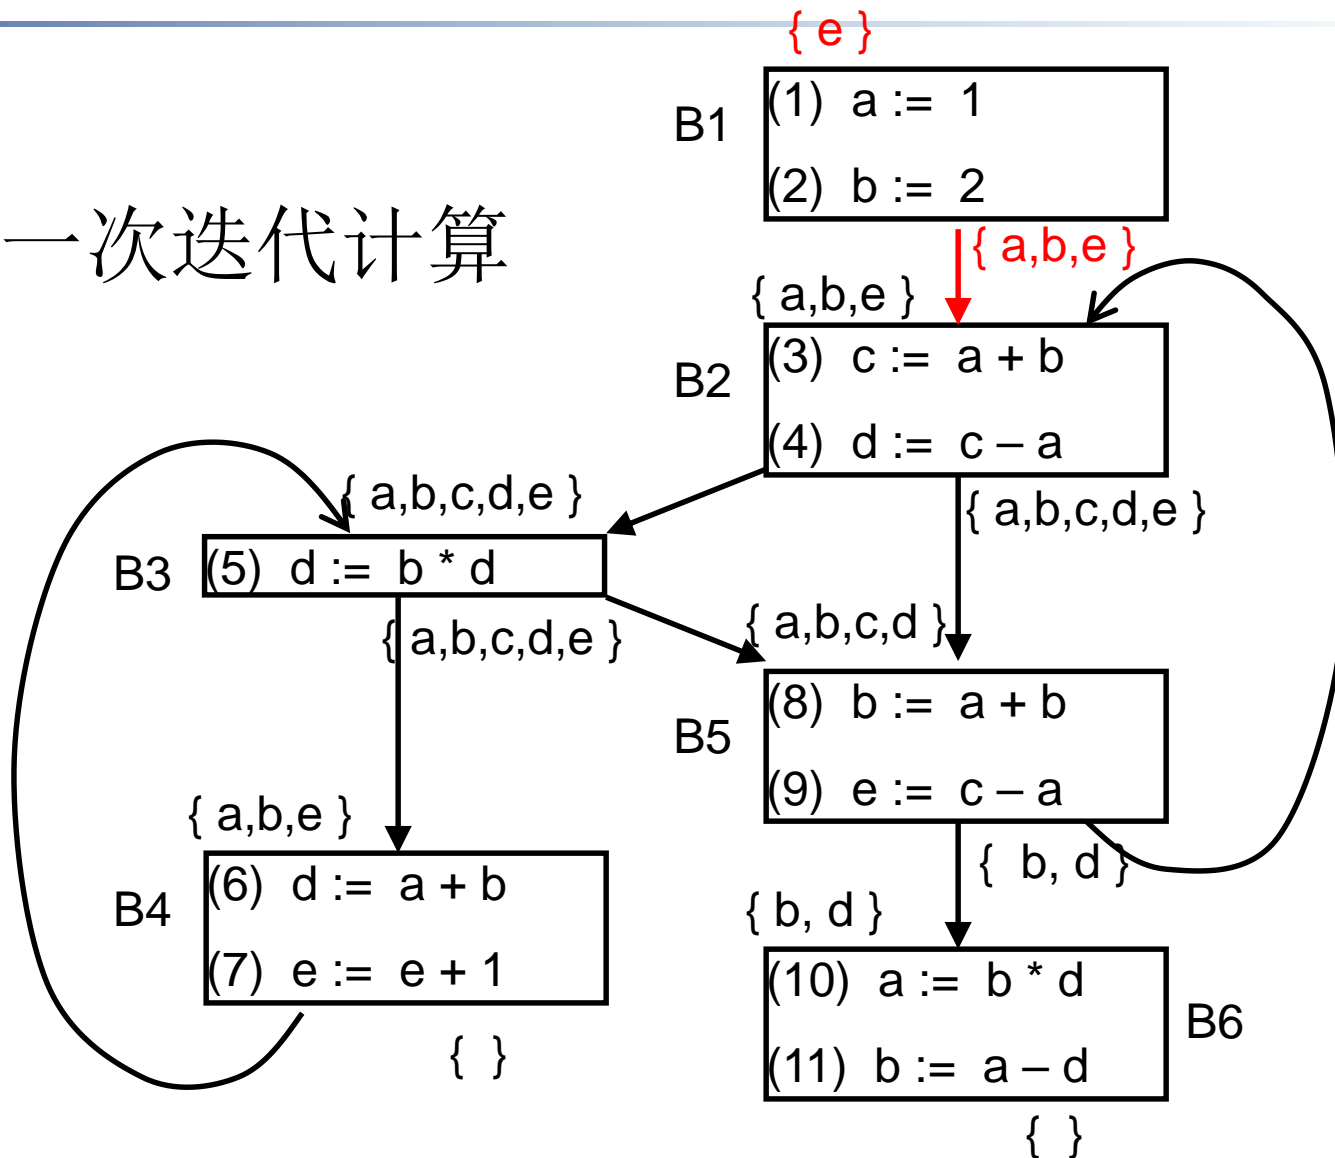 { e }
B1
(1) a := 1
(2) b := 2
一次迭代计算
{ a,b,e }
{ a,b,e }
B2
(3) c := a + b
(4) d := c – a
{ a,b,c,d,e }
{ a,b,c,d,e }
B3
(5) d := b * d
{ a,b,c,d,e }
{ a,b,c,d }
B5
(8) b := a + b
(9) e := c – a
{ a,b,e }
{ b, d }
B4
(6) d := a + b
(7) e := e + 1
{ }
{ b, d }
(10) a := b * d
(11) b := a – d
B6
{ }